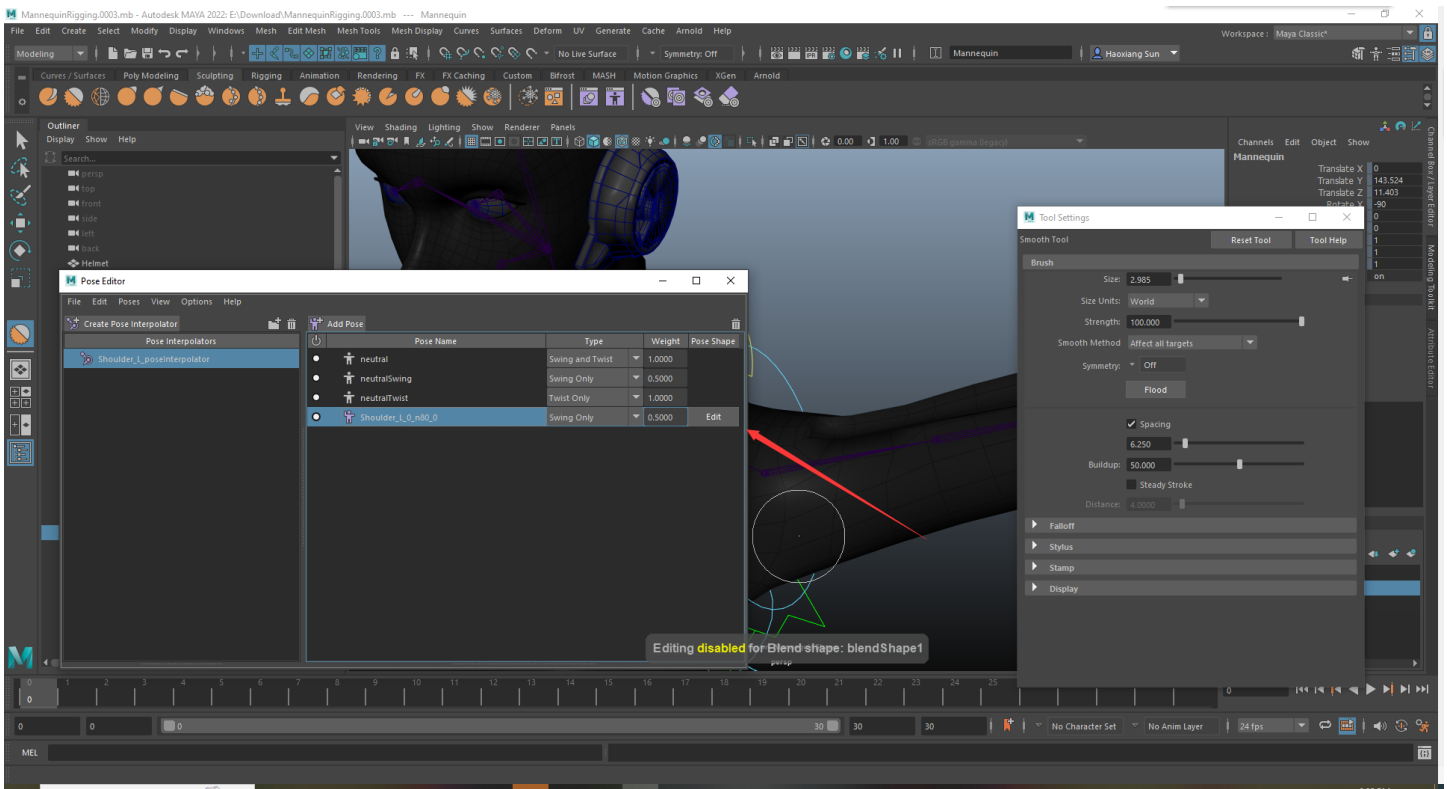 MannequinRigging.0003.mb - Autodesk MAYA 2022: E:\Download\MannequinRigging.0003.mb --- Mannequin
File Edit Create Select Modify Display Windows Mesh Edit Mesh Mesh Tools Mesh Display Curves Surfaces Deform UV Generate Cache Arnold Help
Workspace : Maya Classic*
Modeling
No Live Surface
Symmetry: Off
Mannequin
Haoxiang Sun
Curves / Surfaces Poly Modeling Sculpting Rigging Animation Rendering FX FX Caching Custom Bifrost MASH Motion Graphics XGen Arnold
Outliner
Display Show Help
Search...
persp
top
front
side
left
back
Helmet
View Shading Lighting Show Renderer Panels
0.00 1.00 sRGB gamma (legacy)
Channels Edit Object Show
Mannequin
Translate X 0
Translate Y 143.524
Translate Z 11.403
Rotate X -90
0
0
1
1
1
on
Channel Box / Layer Editor
Modeling Toolkit
Attribute Editor
Pose Editor
File Edit Poses View Options Help
Create Pose Interpolator
Add Pose
Pose Interpolators
Pose Name Type Weight Pose Shape
Shoulder_L_poseInterpolator
neutral Swing and Twist 1.0000
neutralSwing Swing Only 0.5000
neutralTwist Twist Only 1.0000
Shoulder_L_0_n80_0 Swing Only 0.5000 Edit
Tool Settings
Smooth Tool Reset Tool Tool Help
Brush
Size: 2.985
Size Units: World
Strength: 100.000
Smooth Method Affect all targets
Symmetry: Off
Flood
Spacing
6.250
Buildup: 50.000
Steady Stroke
Distance: 4.0000
Falloff
Stylus
Stamp
Display
Editing disabled for Blend shape: blendShape1
persp
0 1 2 3 4 5 6 7 8 9 10 11 12 13 14 15 16 17 18 19 20 21 22 23 24 25
0
0
0 0 0 30 30 30
No Character Set No Anim Layer 24 fps
MEL